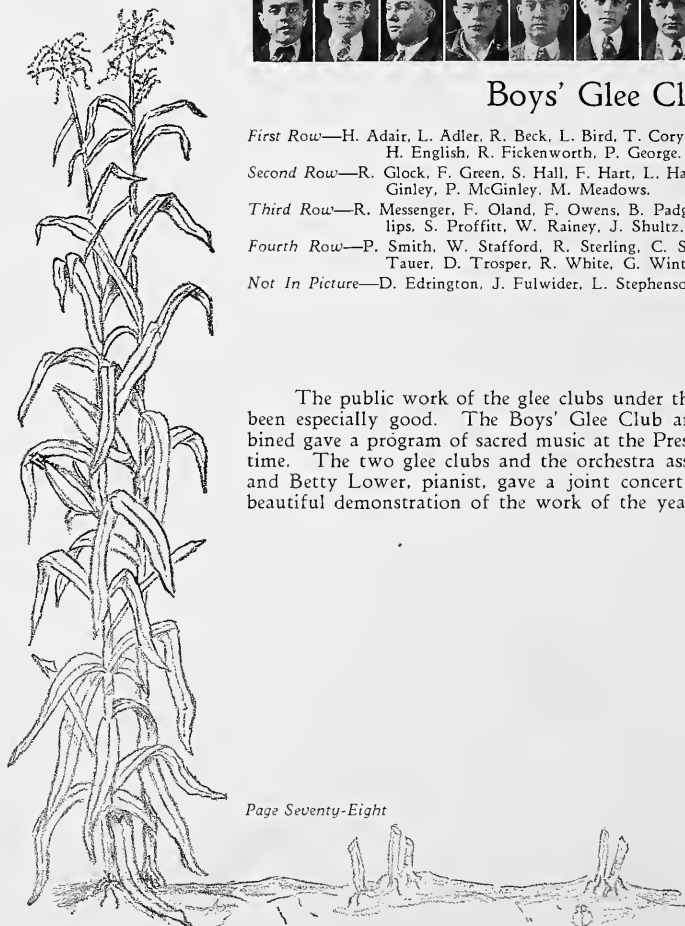 Boys' Glee Cl
First Row—H. Adair, L. Adler, R. Beck, L. Bird, T. Cory
H. English, R. Fickenworth, P. George.
Second Row—R. Glock, F. Green, S. Hall, F. Hart, L. Ha
Ginley, P. McGinley, M. Meadows.
Third Row—R. Messenger, F. Oland, F. Owens, B. Padg
lips, S. Proffitt, W. Rainey, J. Shultz.
Fourth Row—P. Smith, W. Stafford, R. Sterling, C. S
Tauer, D. Trosper, R. White, G. Wint
Not In Picture—D. Edrington, J. Fulwider, L. Stephenso
The public work of the glee clubs under th
been especially good. The Boys' Glee Club a
bined gave a program of sacred music at the Pres
time. The two glee clubs and the orchestra ass
and Betty Lower, pianist, gave a joint concert
beautiful demonstration of the work of the yea
Page Seventy-Eight